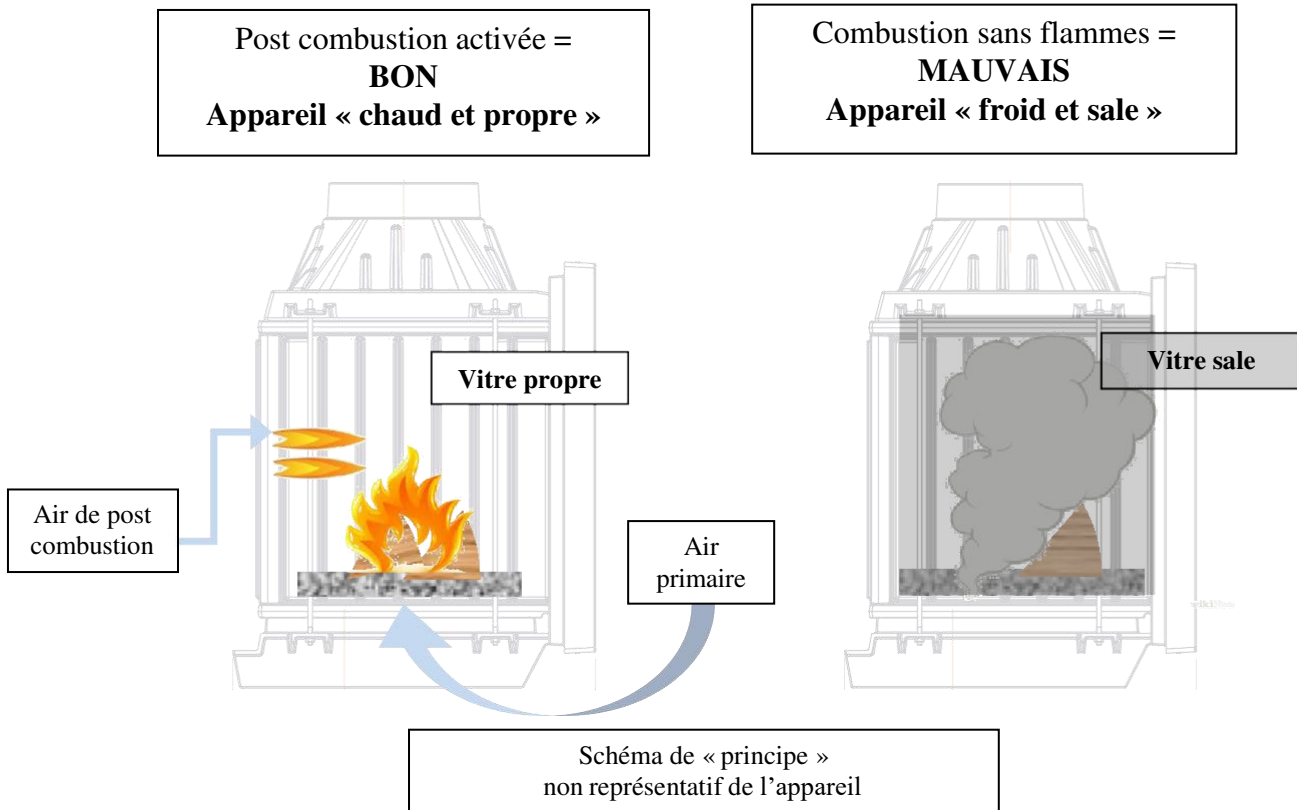 Post combustion activée =
BON
Appareil « chaud et propre »
Combustion sans flammes =
MAUVAIS
Appareil « froid et sale »
Vitre propre
Vitre sale
Air de post
combustion
Air
primaire
Schéma de « principe »
non représentatif de l’appareil